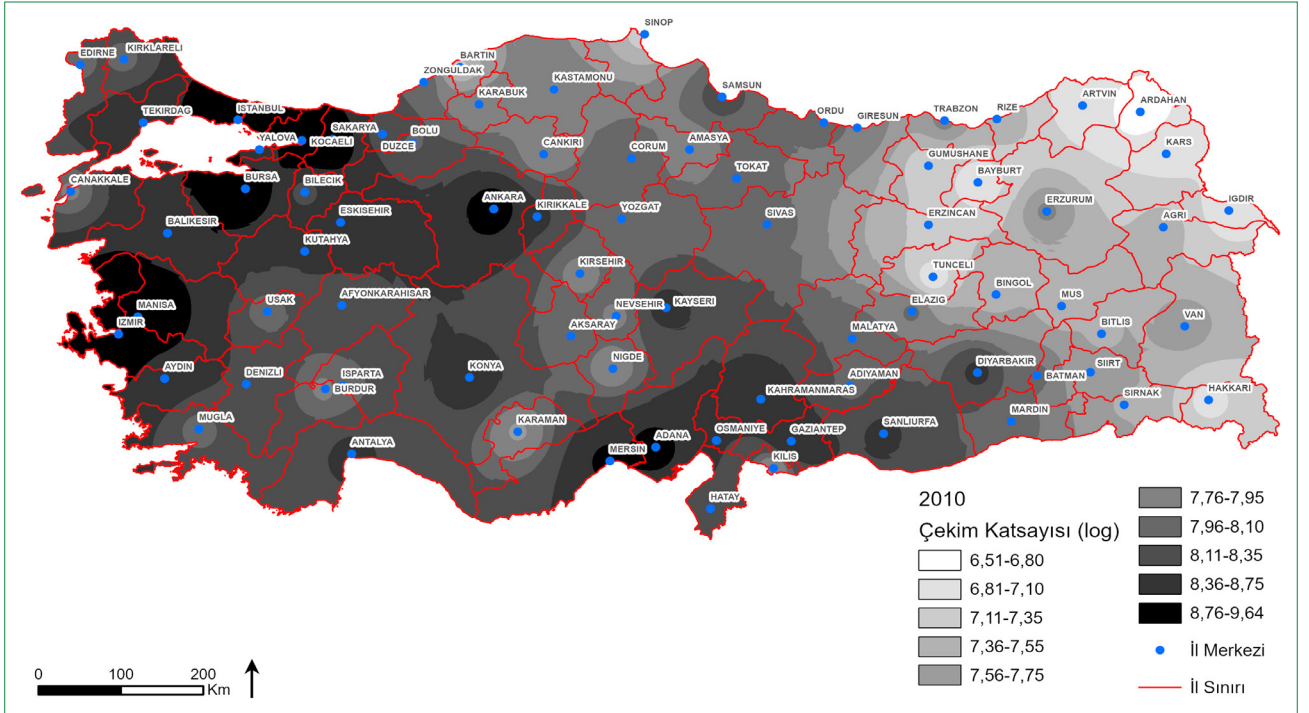 SINOP
EDIRNE
KIRKLARELI
BARTIN
ZONGULDAK
KASTAMONU
KARABUK
SAMSUN
ARTVIN
ARDAHAN
TEKIRDAG
ISTANBUL
ORDU
GIRESUN
TRABZON
RIZE
YALOVA
KOCAELI
SAKARYA
BOLU
DUZCE
CANKIRI
CORUM
AMASYA
KARS
TOKAT
GUMUSHANE
BAYBURT
CANAKKALE
BURSA
BILECIK
ANKARA
KIRIKKALE
YOZGAT
SIVAS
ERZINCAN
ERZURUM
AGRI
IGDIR
BALIKESIR
ESKISEHIR
KUTAHYA
KIRSEHIR
TUNCELI
BINGOL
MUS
MANISA
IZMIR
USAK
AFYONKARAHISAR
NEVSEHIR
KAYSERI
AKSARAY
ELAZIG
MALATYA
BITLIS
VAN
AYDIN
DENIZLI
ISPARTA
BURDUR
KONYA
NIGDE
KAHRAMANMARAS
ADIYAMAN
DIYARBAKIR
BATMAN
SIIRT
SIRNAK
HAKKARI
MUGLA
ANTALYA
KARAMAN
MERSIN
ADANA
OSMANIYE
GAZIANTEP
SANLIURFA
MARDIN
KILIS
HATAY
2010
Çekim Katsayısı (log)
6,51-6,80
6,81-7,10
7,11-7,35
7,36-7,55
7,56-7,75
7,76-7,95
7,96-8,10
8,11-8,35
8,36-8,75
8,76-9,64
İl Merkezi
İl Sınırı
0 100 200
Km